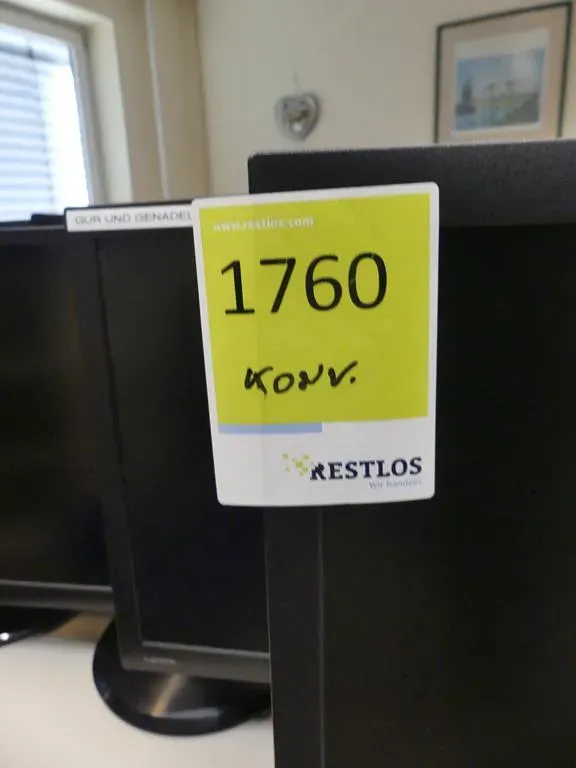 GUR UND GENADEL
www.restlos.com
1760
Konv.
RESTLOS
Wir handeln.